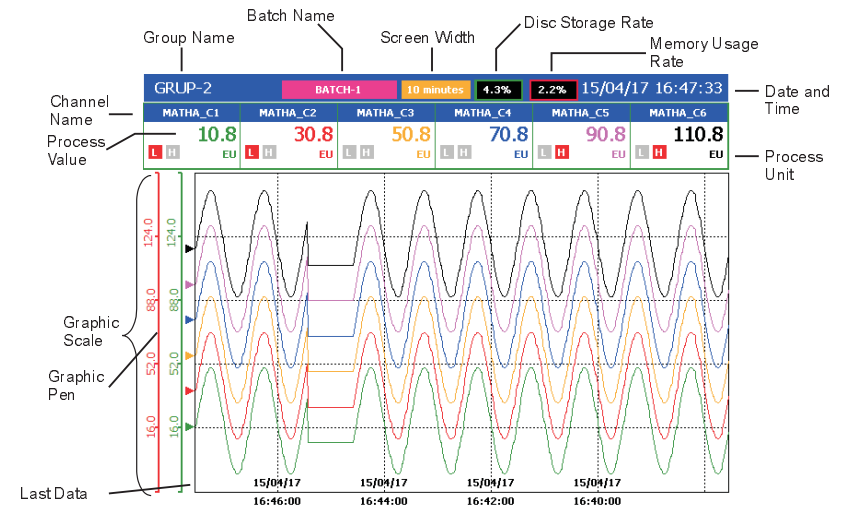 Batch Name
Disc Storage Rate
Group Name
Screen Width
Memory Usage
Rate
GRUP-2
BATCH-1
10 minutes
4.3%
2.2%
15/04/17 16:47:33
Date and
Time
Channel
Name
MATHA_C1
MATHA_C2
MATHA_C3
MATHA_C4
MATHA_C5
MATHA_C6
Process
Value
10.8
30.8
50.8
70.8
90.8
110.8
L H EU
L H EU
L H EU
L H EU
L H EU
L H EU
Process
Unit
124.0 124.0
88.0 88.0
Graphic
Scale
52.0 52.0
Graphic
Pen
16.0 16.0
Last Data
15/04/17 15/04/17 15/04/17 15/04/17
16:46:00 16:44:00 16:42:00 16:40:00